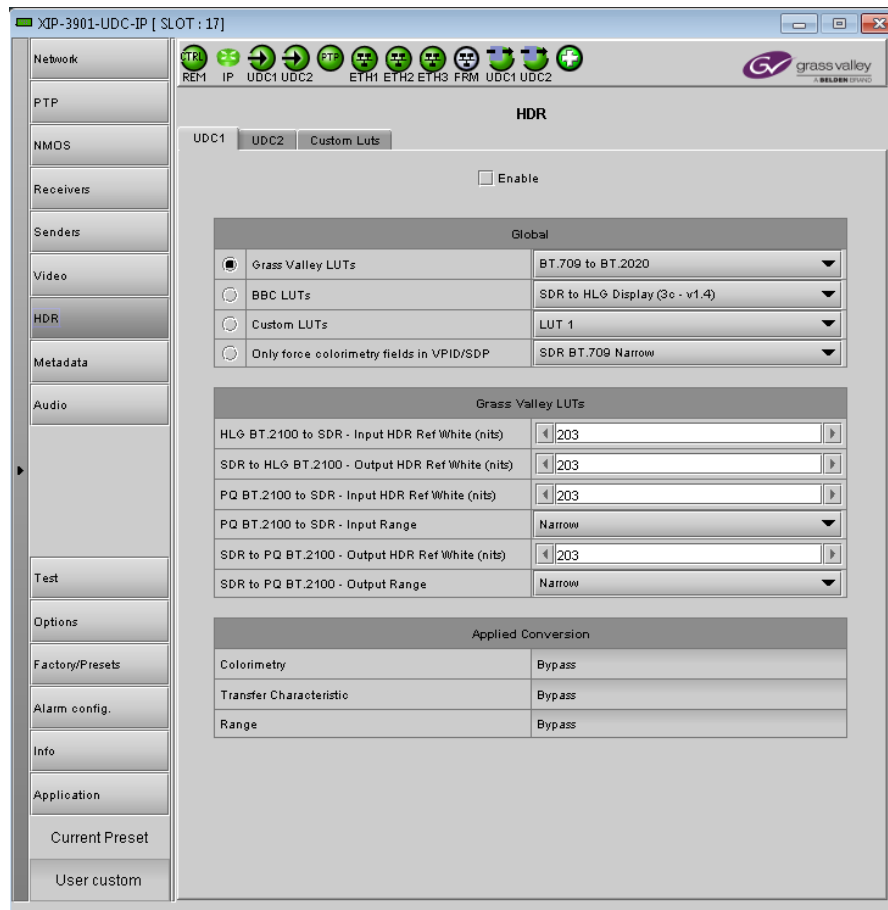 XIP-3901-UDC-IP [ SLOT : 17]
Network
PTP
NMOS
Receivers
Senders
Video
HDR
Metadata
Audio
Test
Options
Factory/Presets
Alarm config.
Info
Application
Current Preset
User custom
CTRL
PTP
REM IP UDC1 UDC2 ETH1 ETH2 ETH3 FRM UDC1 UDC2
GV grass valley
A BELDEN BRAND
HDR
UDC1 UDC2 Custom Luts
Enable
Global
Grass Valley LUTs BT.709 to BT.2020
BBC LUTs SDR to HLG Display (3c - v1.4)
Custom LUTs LUT 1
Only force colorimetry fields in VPID/SDP SDR BT.709 Narrow
Grass Valley LUTs
HLG BT.2100 to SDR - Input HDR Ref White (nits) 203
SDR to HLG BT.2100 - Output HDR Ref White (nits) 203
PQ BT.2100 to SDR - Input HDR Ref White (nits) 203
PQ BT.2100 to SDR - Input Range Narrow
SDR to PQ BT.2100 - Output HDR Ref White (nits) 203
SDR to PQ BT.2100 - Output Range Narrow
Applied Conversion
Colorimetry Bypass
Transfer Characteristic Bypass
Range Bypass